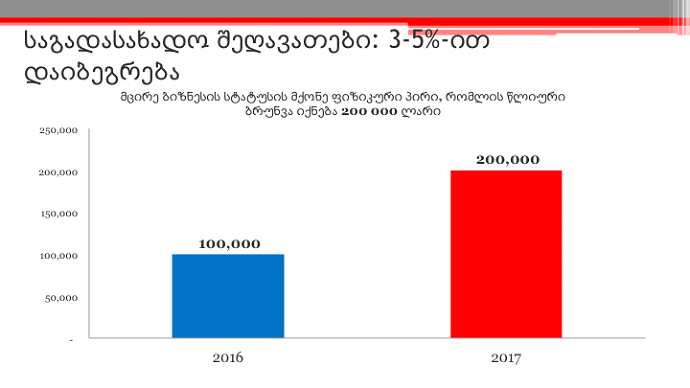 საგადასახადო შეღავათები: 3-5%-ით
დაიბეგრება
მცირე ბიზნესის სტატუსის მქონე ფიზიკური პირი, რომლის წლიური
ბრუნვა იქნება 200 000 ლარი
250,000
200,000
150,000
100,000
50,000
-
100,000
200,000
2016
2017